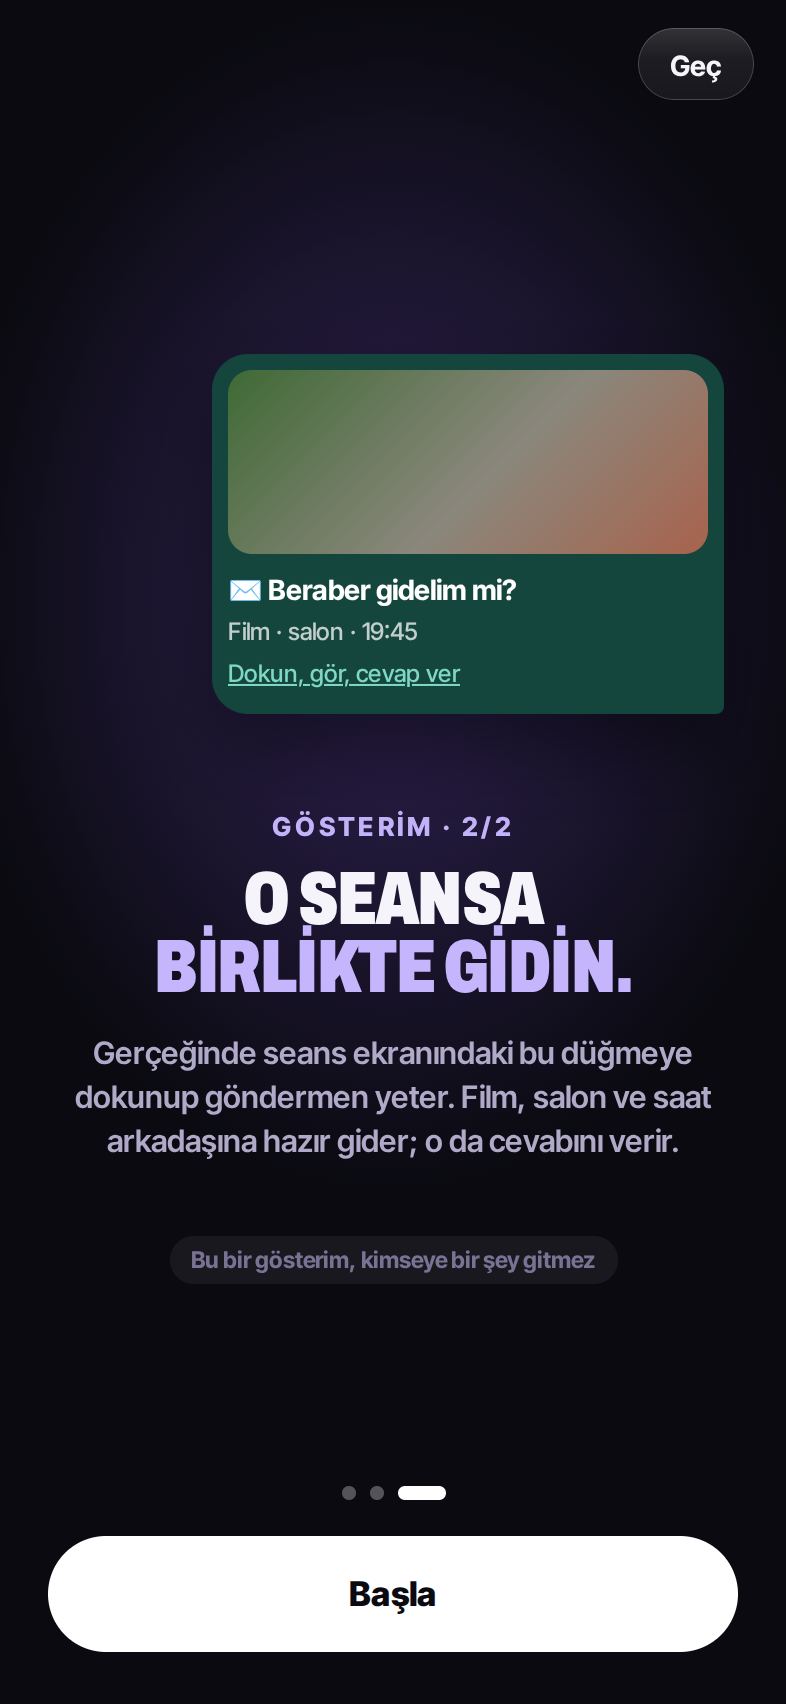 Geç
✉️ Beraber gidelim mi?
Film · salon · 19:45
Dokun, gör, cevap ver
GÖSTERİM · 2/2
O SEANSA
BİRLİKTE GİDİN.
Gerçeğinde seans ekranındaki bu düğmeye
dokunup göndermen yeter. Film, salon ve saat
arkadaşına hazır gider; o da cevabını verir.
Bu bir gösterim, kimseye bir şey gitmez
Başla